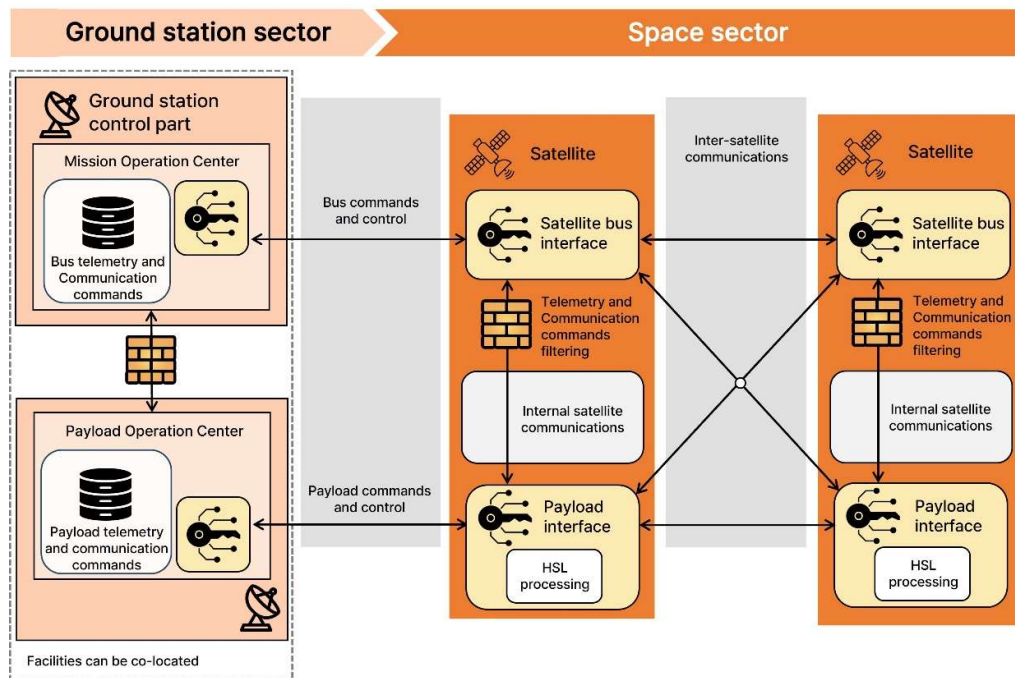 Ground station sector
Space sector
Ground station
control part
Mission Operation Center
Bus telemetry and
Communication
commands
Payload Operation Center
Payload telemetry
and communication
commands
Facilities can be co-located
Bus commands
and control
Payload commands
and control
Satellite
Satellite bus
interface
Telemetry and
Communication
commands
filtering
Internal satellite
communications
Payload
interface
HSL
processing
Inter-satellite
communications
Satellite
Satellite bus
interface
Telemetry and
Communication
commands
filtering
Internal satellite
communications
Payload
interface
HSL
processing